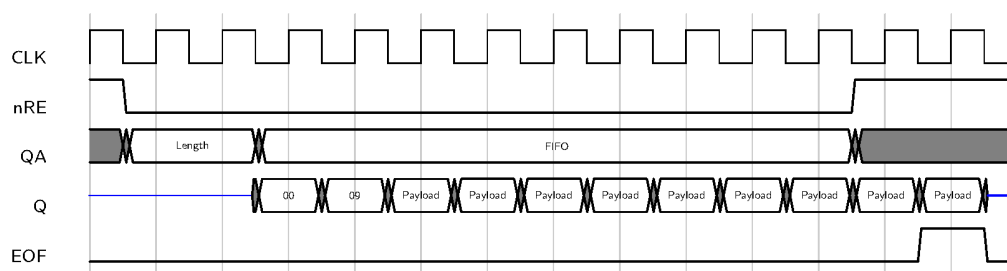 CLK
nRE
QA Length FIFO
Q 00 09 Payload Payload Payload Payload Payload Payload Payload Payload Payload
EOF